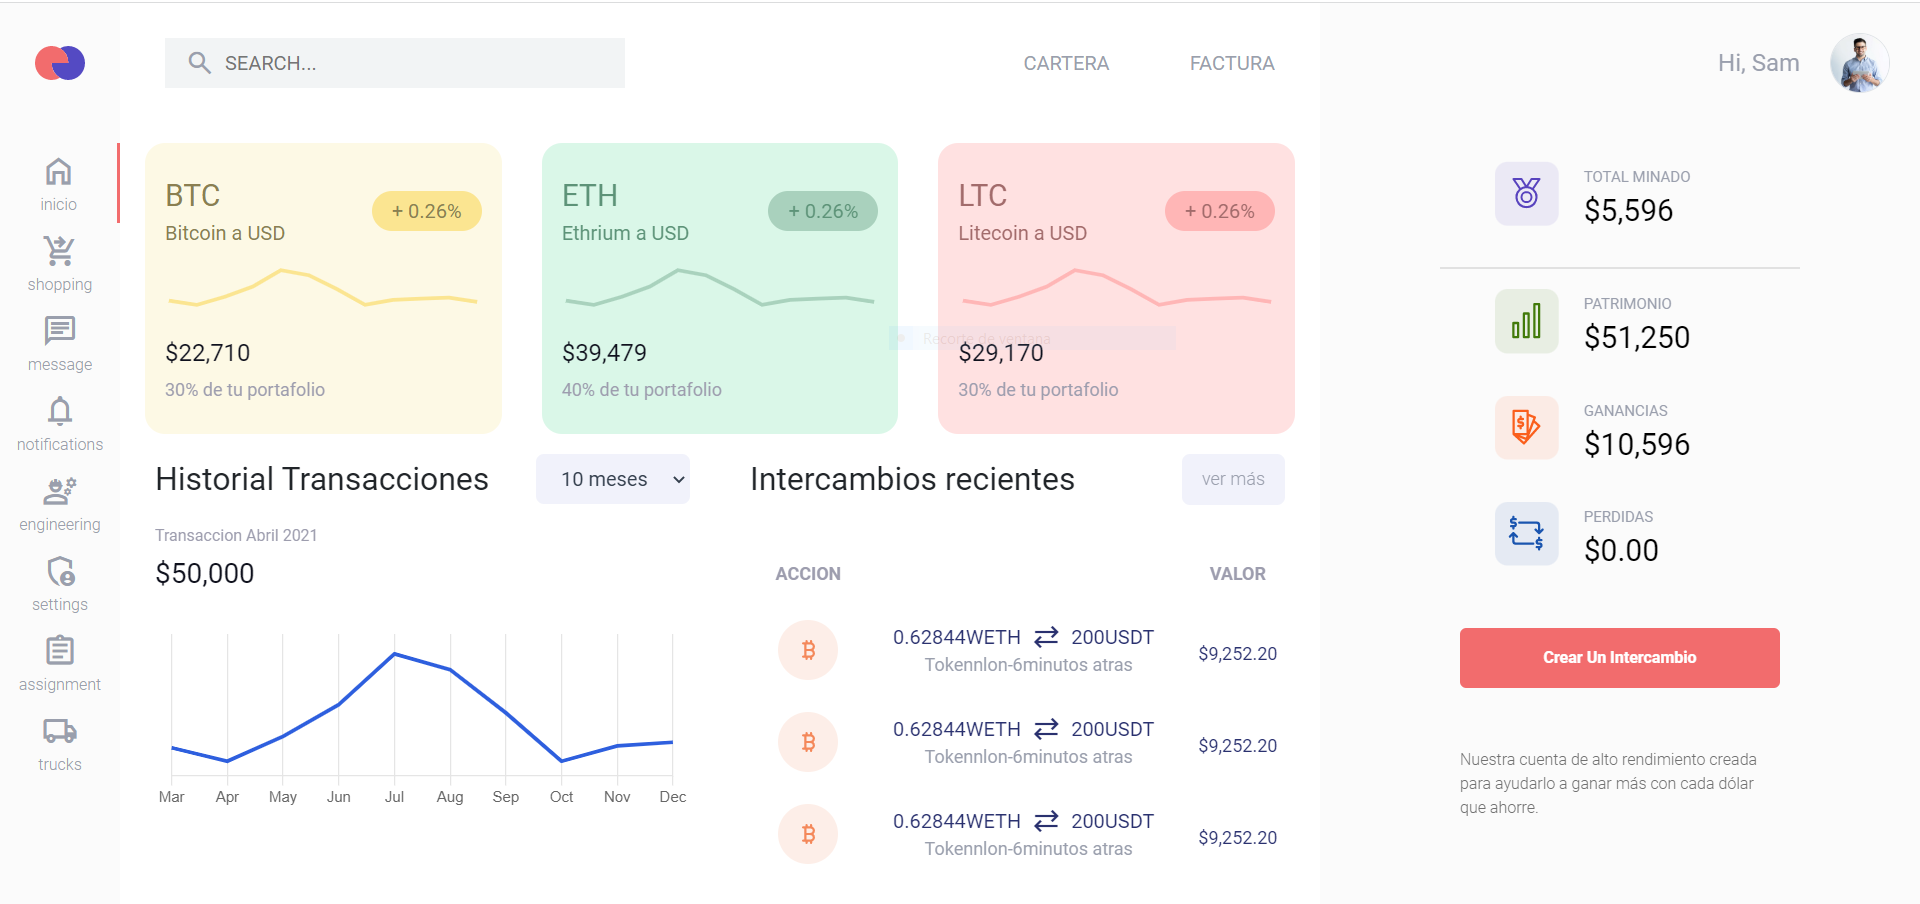 SEARCH...
CARTERA
FACTURA
Hi, Sam
inicio
shopping
message
notifications
engineering
settings
assignment
trucks
BTC
+ 0.26%
Bitcoin a USD
$22,710
30% de tu portafolio
ETH
+ 0.26%
Ethrium a USD
$39,479
40% de tu portafolio
LTC
+ 0.26%
Litecoin a USD
Recorte de ventana
$29,170
30% de tu portafolio
Historial Transacciones
10 meses
Transaccion Abril 2021
$50,000
Mar Apr May Jun Jul Aug Sep Oct Nov Dec
Intercambios recientes
ver más
ACCION
VALOR
0.62844WETH 200USDT
Tokennlon-6minutos atras
$9,252.20
0.62844WETH 200USDT
Tokennlon-6minutos atras
$9,252.20
0.62844WETH 200USDT
Tokennlon-6minutos atras
$9,252.20
TOTAL MINADO
$5,596
PATRIMONIO
$51,250
GANANCIAS
$10,596
PERDIDAS
$0.00
Crear Un Intercambio
Nuestra cuenta de alto rendimiento creada
para ayudarlo a ganar más con cada dólar
que ahorre.